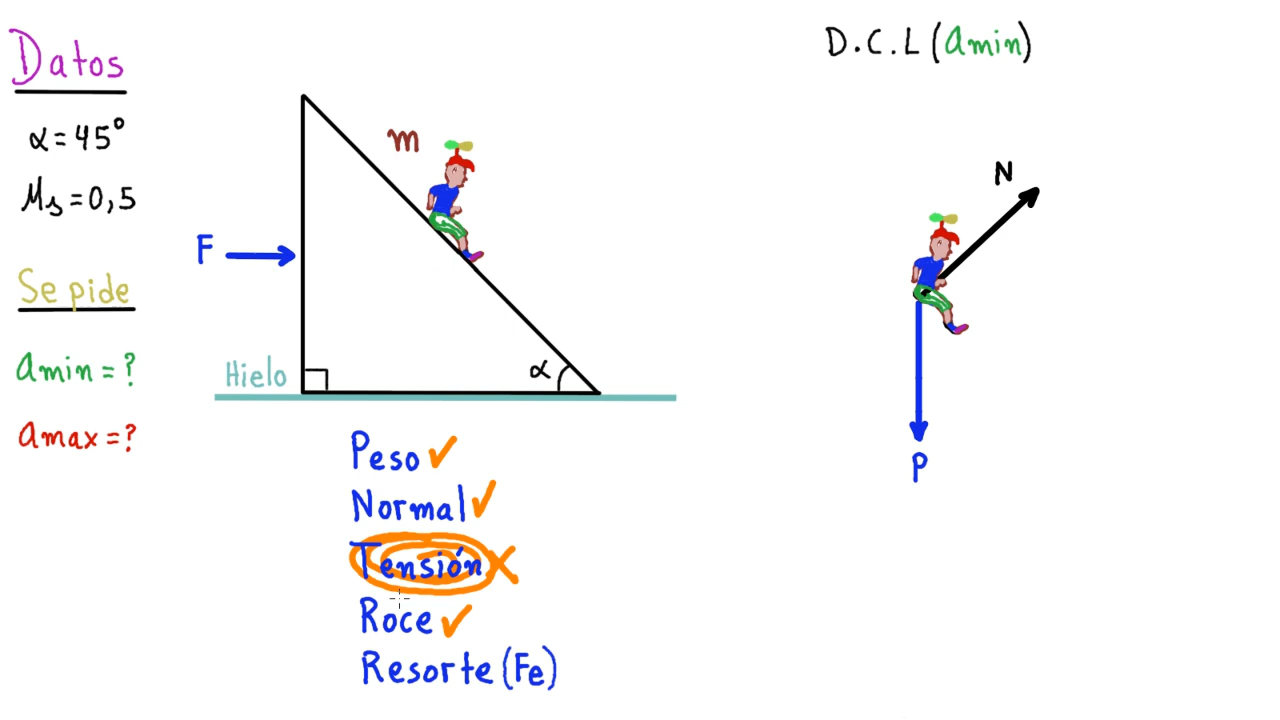 Datos
α = 45°
μs = 0,5
Se pide
amin = ?
amax = ?
m
F
Hielo
α
Peso ✓
Normal ✓
Tensión X
Roce ✓
Resorte (Fe)
D.C.L (amin)
N
P